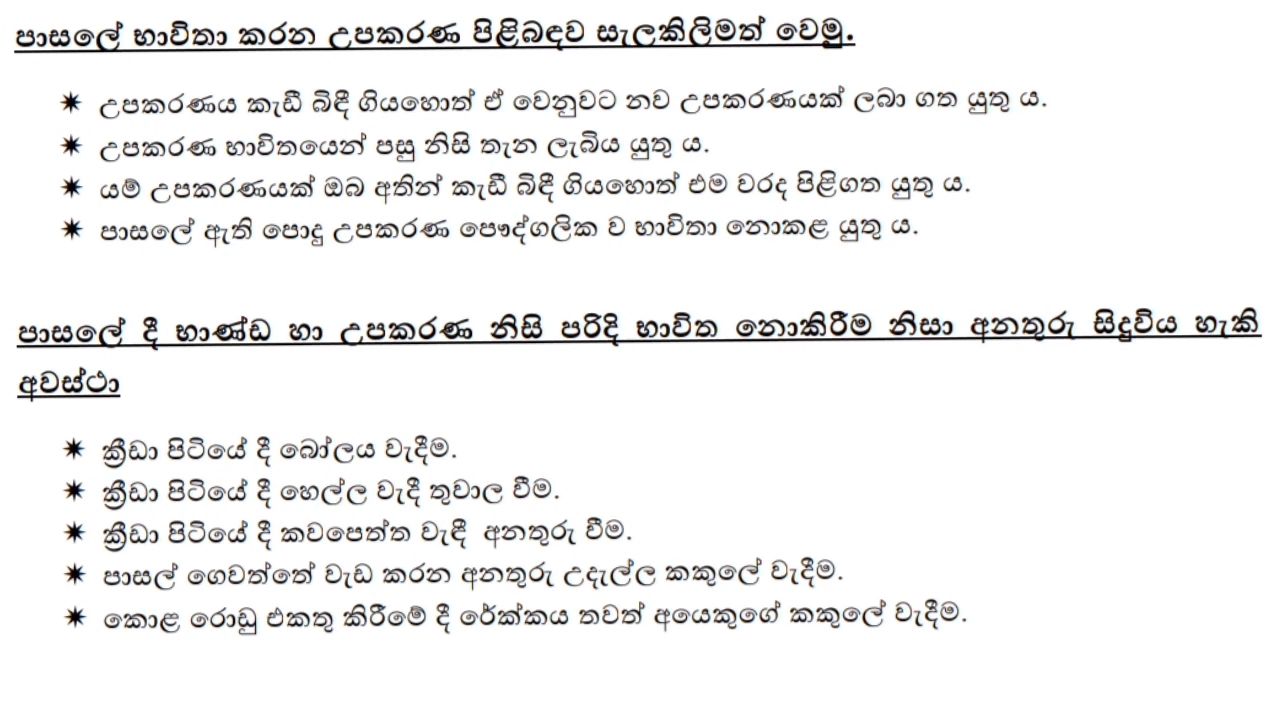 පාසලේ භාවිතා කරන උපකරණ පිළිබඳව සැලකිලිමත් වෙමු.
✷ උපකරණය කැඩී බිඳී ගියහොත් ඒ වෙනුවට නව උපකරණයක් ලබා ගත යුතු ය.
✷ උපකරණ භාවිතයෙන් පසු නිසි තැන ලැබිය යුතු ය.
✷ යම් උපකරණයක් ඔබ අතින් කැඩී බිඳී ගියහොත් එම වරද පිළිගත යුතු ය.
✷ පාසලේ ඇති පොදු උපකරණ පෞද්ගලික ව භාවිතා නොකළ යුතු ය.
පාසලේ දී භාණ්ඩ හා උපකරණ නිසි පරිදි භාවිත නොකිරීම නිසා අනතුරු සිදුවිය හැකි
අවස්ථා
✷ ක්‍රීඩා පිටියේ දී බෝලය වැදීම.
✷ ක්‍රීඩා පිටියේ දී හෙල්ල වැදී තුවාල වීම.
✷ ක්‍රීඩා පිටියේ දී කවපෙත්ත වැඳී අනතුරු වීම.
✷ පාසල් ගෙවත්තේ වැඩ කරන අනතුරු උදැල්ල කකුලේ වැදීම.
✷ කොළ රොඩු එකතු කිරීමේ දී රේක්කය තවත් අයෙකුගේ කකුලේ වැදීම.